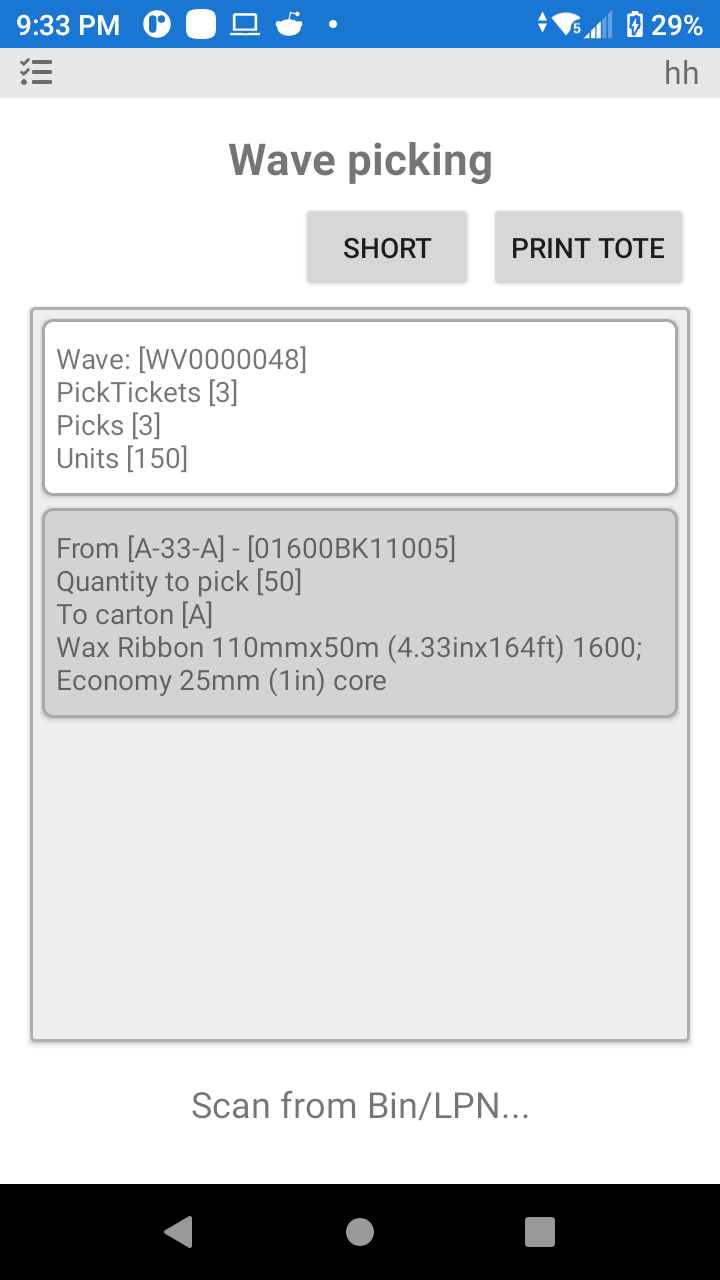 9:33 PM 5 29%
hh
Wave picking
SHORT PRINT TOTE
Wave: [WV0000048]
PickTickets [3]
Picks [3]
Units [150]
From [A-33-A] - [01600BK11005]
Quantity to pick [50]
To carton [A]
Wax Ribbon 110mmx50m (4.33inx164ft) 1600;
Economy 25mm (1in) core
Scan from Bin/LPN...